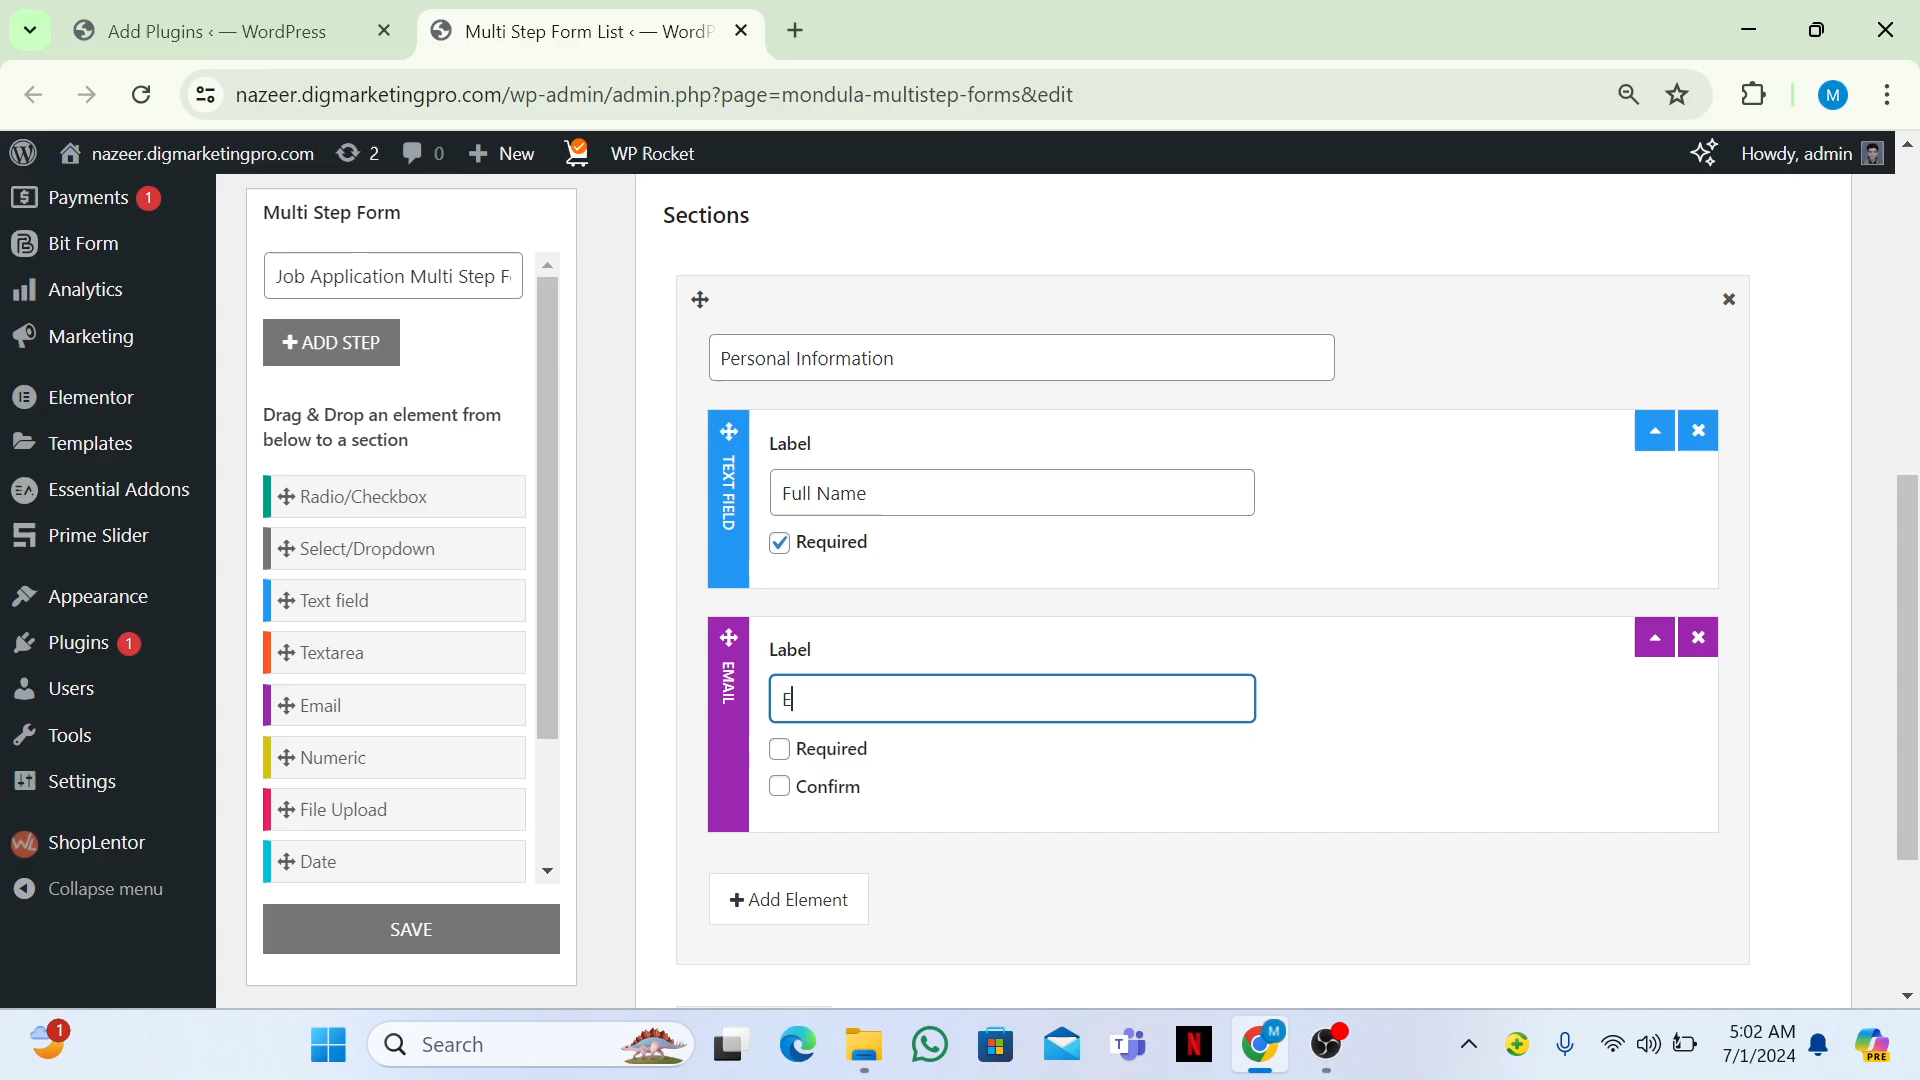 Add Plugins ‹ — WordPress
Multi Step Form List ‹ — WordP
nazeer.digmarketingpro.com/wp-admin/admin.php?page=mondula-multistep-forms&edit
M
nazeer.digmarketingpro.com
2
0
New
WP Rocket
Howdy, admin
Payments 1
Bit Form
Analytics
Marketing
Elementor
Templates
Essential Addons
Prime Slider
Appearance
Plugins 1
Users
Tools
Settings
ShopLentor
Collapse menu
Multi Step Form
Job Application Multi Step F
ADD STEP
Drag & Drop an element from
below to a section
Radio/Checkbox
Select/Dropdown
Text field
Textarea
Email
Numeric
File Upload
Date
SAVE
Sections
Personal Information
TEXT FIELD
Label
Full Name
Required
EMAIL
Label
E
Required
Confirm
Add Element
1
Search
M
5:02 AM
7/1/2024
PRE